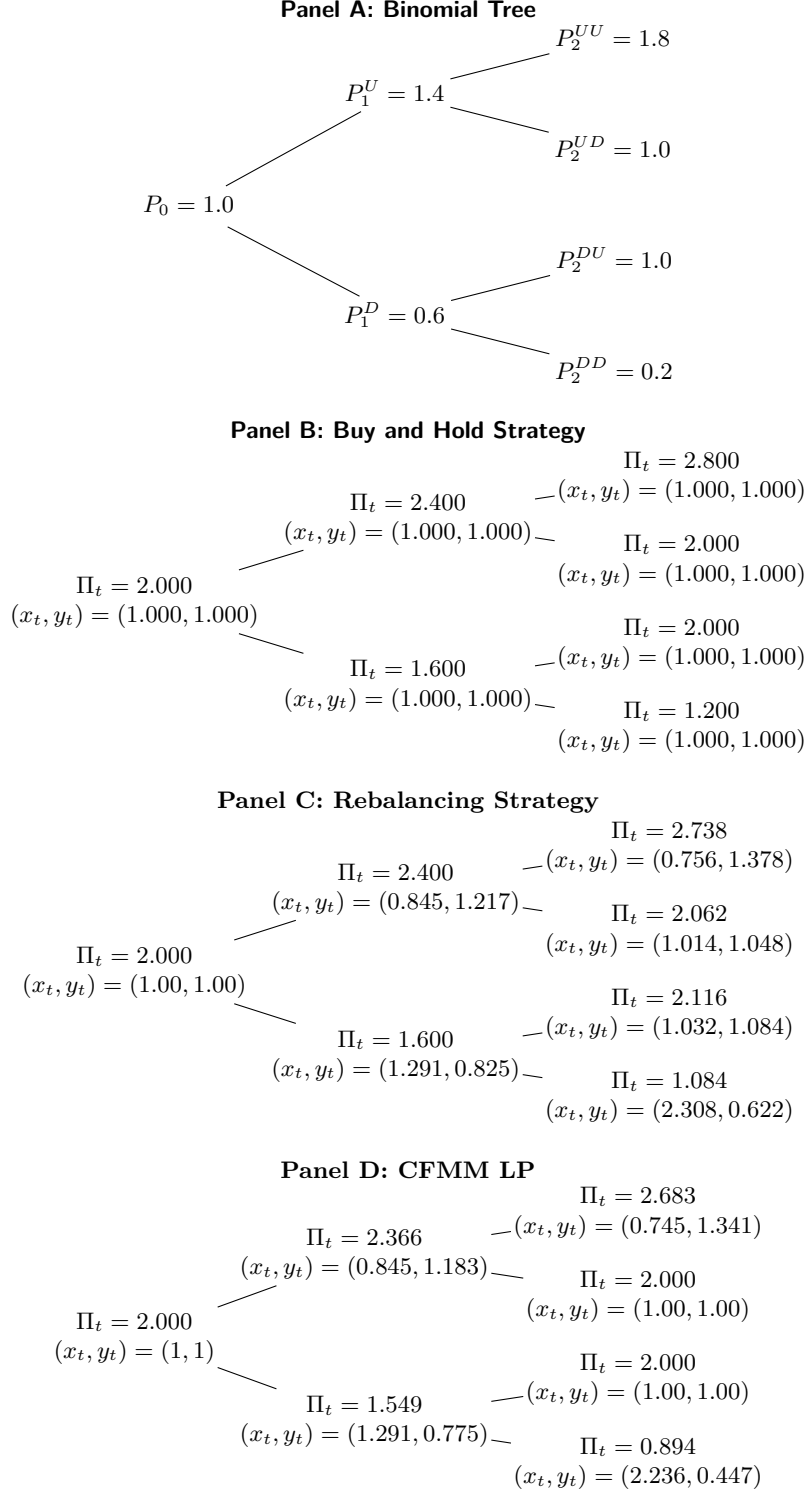 Panel A: Binomial Tree
P_2^{UU} = 1.8
P_1^U = 1.4
P_2^{UD} = 1.0
P_0 = 1.0
P_2^{DU} = 1.0
P_1^D = 0.6
P_2^{DD} = 0.2
Panel B: Buy and Hold Strategy
Π_t = 2.800
(x_t, y_t) = (1.000, 1.000)
Π_t = 2.400
(x_t, y_t) = (1.000, 1.000)
Π_t = 2.000
(x_t, y_t) = (1.000, 1.000)
Π_t = 2.000
(x_t, y_t) = (1.000, 1.000)
Π_t = 2.000
(x_t, y_t) = (1.000, 1.000)
Π_t = 1.600
(x_t, y_t) = (1.000, 1.000)
Π_t = 1.200
(x_t, y_t) = (1.000, 1.000)
Panel C: Rebalancing Strategy
Π_t = 2.738
(x_t, y_t) = (0.756, 1.378)
Π_t = 2.400
(x_t, y_t) = (0.845, 1.217)
Π_t = 2.062
(x_t, y_t) = (1.014, 1.048)
Π_t = 2.000
(x_t, y_t) = (1.00, 1.00)
Π_t = 2.116
(x_t, y_t) = (1.032, 1.084)
Π_t = 1.600
(x_t, y_t) = (1.291, 0.825)
Π_t = 1.084
(x_t, y_t) = (2.308, 0.622)
Panel D: CFMM LP
Π_t = 2.683
(x_t, y_t) = (0.745, 1.341)
Π_t = 2.366
(x_t, y_t) = (0.845, 1.183)
Π_t = 2.000
(x_t, y_t) = (1.00, 1.00)
Π_t = 2.000
(x_t, y_t) = (1, 1)
Π_t = 2.000
(x_t, y_t) = (1.00, 1.00)
Π_t = 1.549
(x_t, y_t) = (1.291, 0.775)
Π_t = 0.894
(x_t, y_t) = (2.236, 0.447)